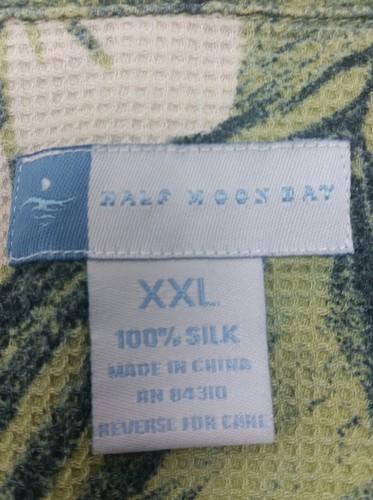 HALF MOON BAY
XXL
100% SILK
MADE IN CHINA
RN 84310
REVERSE FOR CARE